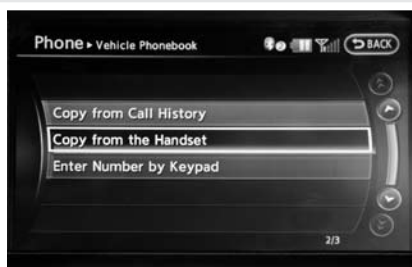 Phone ▸ Vehicle Phonebook
BACK
Copy from Call History
Copy from the Handset
Enter Number by Keypad
2/3